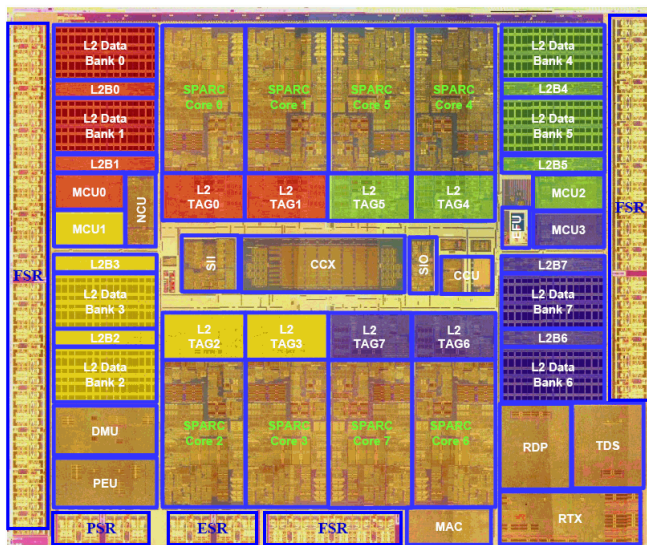 L2 Data
Bank 0
L2B0
L2 Data
Bank 1
L2B1
MCU0
MCU1
NCU
FSR
L2B3
L2 Data
Bank 3
L2B2
L2 Data
Bank 2
DMU
PEU
PSR
SPARC
Core 0
SPARC
Core 1
SPARC
Core 5
SPARC
Core 4
L2
TAG0
L2
TAG1
L2
TAG5
L2
TAG4
SII
CCX
SIO
CCU
L2
TAG2
L2
TAG3
L2
TAG7
L2
TAG6
SPARC
Core 2
SPARC
Core 3
SPARC
Core 7
SPARC
Core 6
ESR
FSR
MAC
L2 Data
Bank 4
L2B4
L2 Data
Bank 5
L2B5
MCU2
EFU
MCU3
FSR
L2B7
L2 Data
Bank 7
L2B6
L2 Data
Bank 6
RDP
TDS
RTX